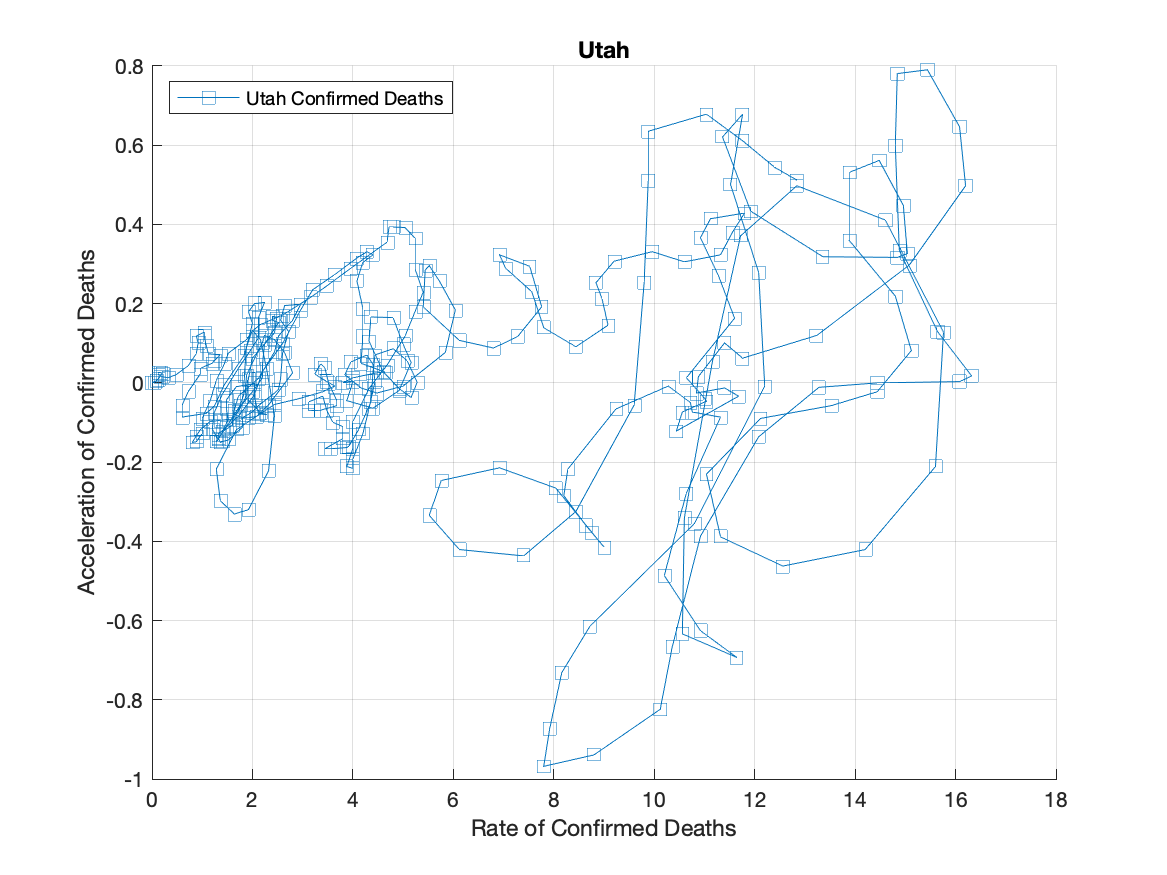 Utah
Utah Confirmed Deaths
0.8
0.6
0.4
0.2
0
-0.2
-0.4
-0.6
-0.8
-1
Acceleration of Confirmed Deaths
0 2 4 6 8 10 12 14 16 18
Rate of Confirmed Deaths